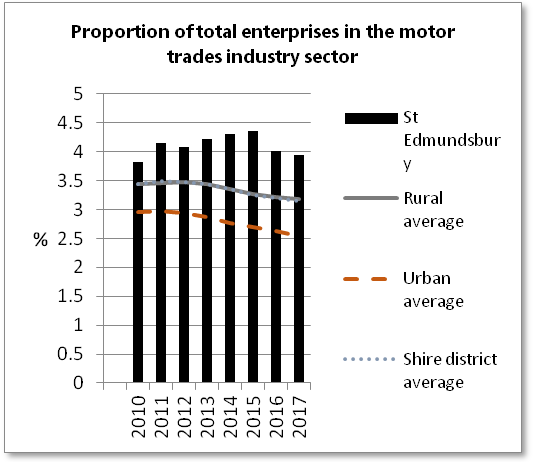 Proportion of total enterprises in the motor
trades industry sector
5
4.5
4
3.5
3
2.5
2
1.5
1
0.5
0
%
2010
2011
2012
2013
2014
2015
2016
2017
St
Edmundsbur
y
Rural
average
Urban
average
Shire district
average